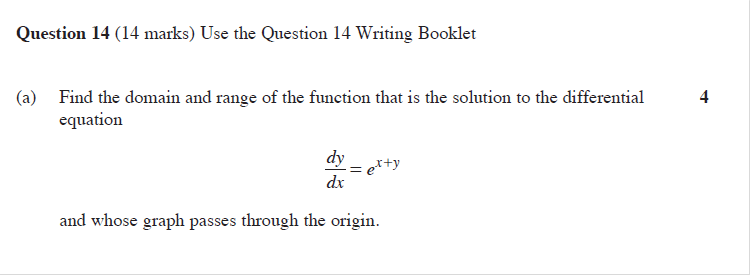 Question 14 (14 marks) Use the Question 14 Writing Booklet
(a) Find the domain and range of the function that is the solution to the differential 4
equation
dy/dx = e^{x+y}
and whose graph passes through the origin.